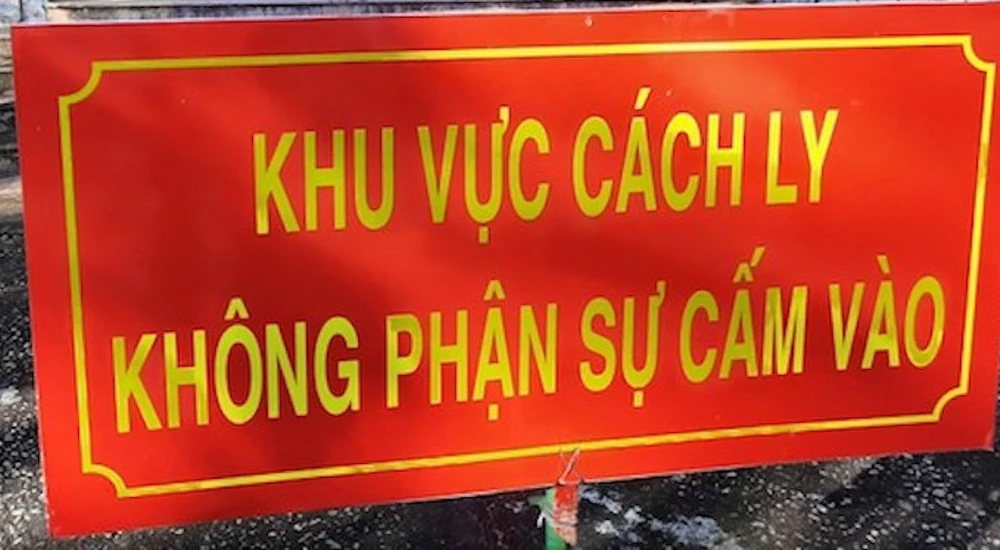 KHU VỰC CÁCH LY
KHÔNG PHẬN SỰ CẤM VÀO